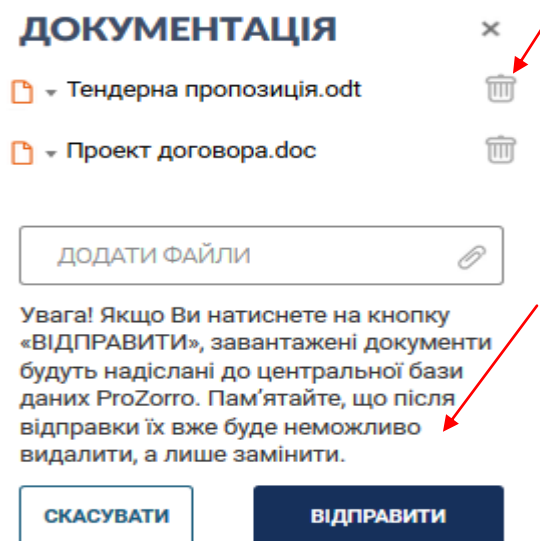 ДОКУМЕНТАЦІЯ
Тендерна пропозиція.odt
Проект договора.doc
ДОДАТИ ФАЙЛИ
Увага! Якщо Ви натиснете на кнопку
«ВІДПРАВИТИ», завантажені документи
будуть надіслані до центральної бази
даних ProZorro. Пам’ятайте, що після
відправки їх вже буде неможливо
видалити, а лише замінити.
СКАСУВАТИ ВІДПРАВИТИ